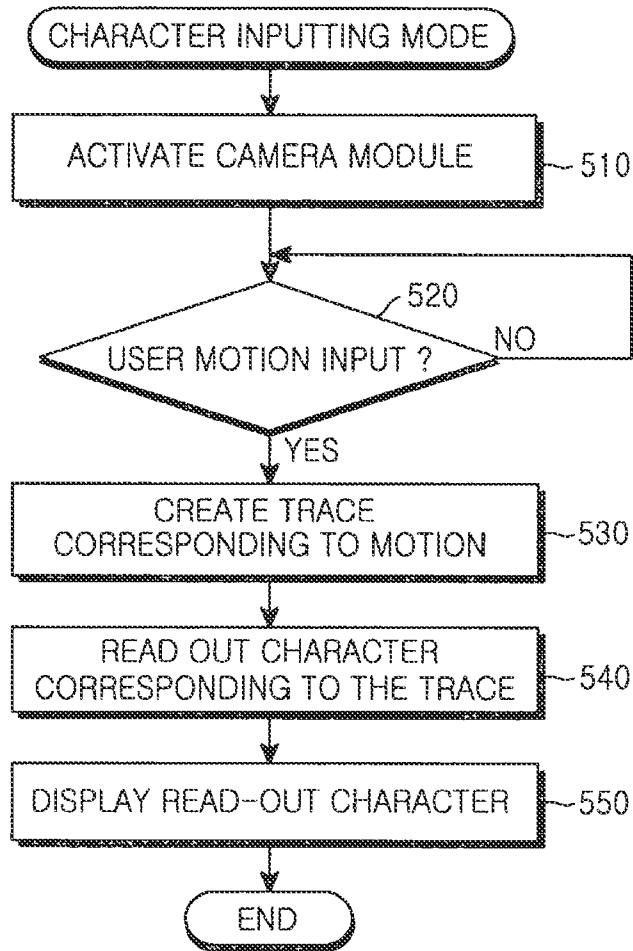 CHARACTER INPUTTING MODE
ACTIVATE CAMERA MODULE
510
520
USER MOTION INPUT ?
NO
YES
CREATE TRACE
CORRESPONDING TO MOTION
530
READ OUT CHARACTER
CORRESPONDING TO THE TRACE
540
DISPLAY READ-OUT CHARACTER
550
END